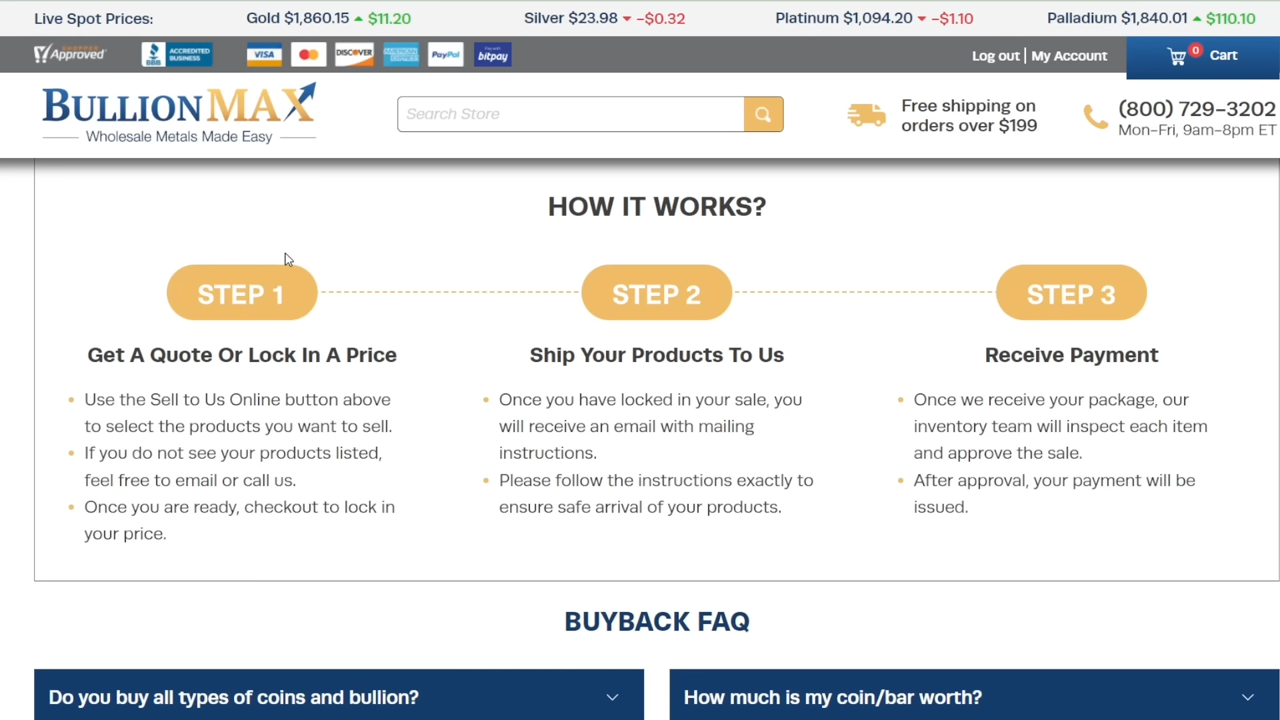 Live Spot Prices: Gold $1,860.15 $11.20 Silver $23.98 -$0.32 Platinum $1,094.20 -$1.10 Palladium $1,840.01 $110.10
SHOPPER
Approved
BBB ACCREDITED BUSINESS
VISA DISCOVER AMERICAN EXPRESS PayPal Pay with bitpay
Log out | My Account 0 Cart
BULLIONMAX
Wholesale Metals Made Easy
Search Store
Free shipping on
orders over $199
(800) 729-3202
Mon-Fri, 9am-8pm ET
HOW IT WORKS?
STEP 1
Get A Quote Or Lock In A Price
• Use the Sell to Us Online button above
to select the products you want to sell.
• If you do not see your products listed,
feel free to email or call us.
• Once you are ready, checkout to lock in
your price.
STEP 2
Ship Your Products To Us
• Once you have locked in your sale, you
will receive an email with mailing
instructions.
• Please follow the instructions exactly to
ensure safe arrival of your products.
STEP 3
Receive Payment
• Once we receive your package, our
inventory team will inspect each item
and approve the sale.
• After approval, your payment will be
issued.
BUYBACK FAQ
Do you buy all types of coins and bullion?
How much is my coin/bar worth?